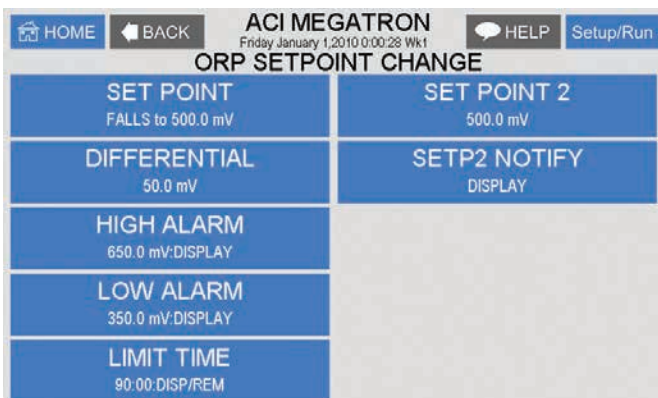 HOME
BACK
ACI MEGATRON
Friday January 1,2010 0:00:28 Wk1
HELP
Setup/Run
ORP SETPOINT CHANGE
SET POINT
FALLS to 500.0 mV
SET POINT 2
500.0 mV
DIFFERENTIAL
50.0 mV
SETP2 NOTIFY
DISPLAY
HIGH ALARM
650.0 mV:DISPLAY
LOW ALARM
350.0 mV:DISPLAY
LIMIT TIME
90:00:DISP/REM